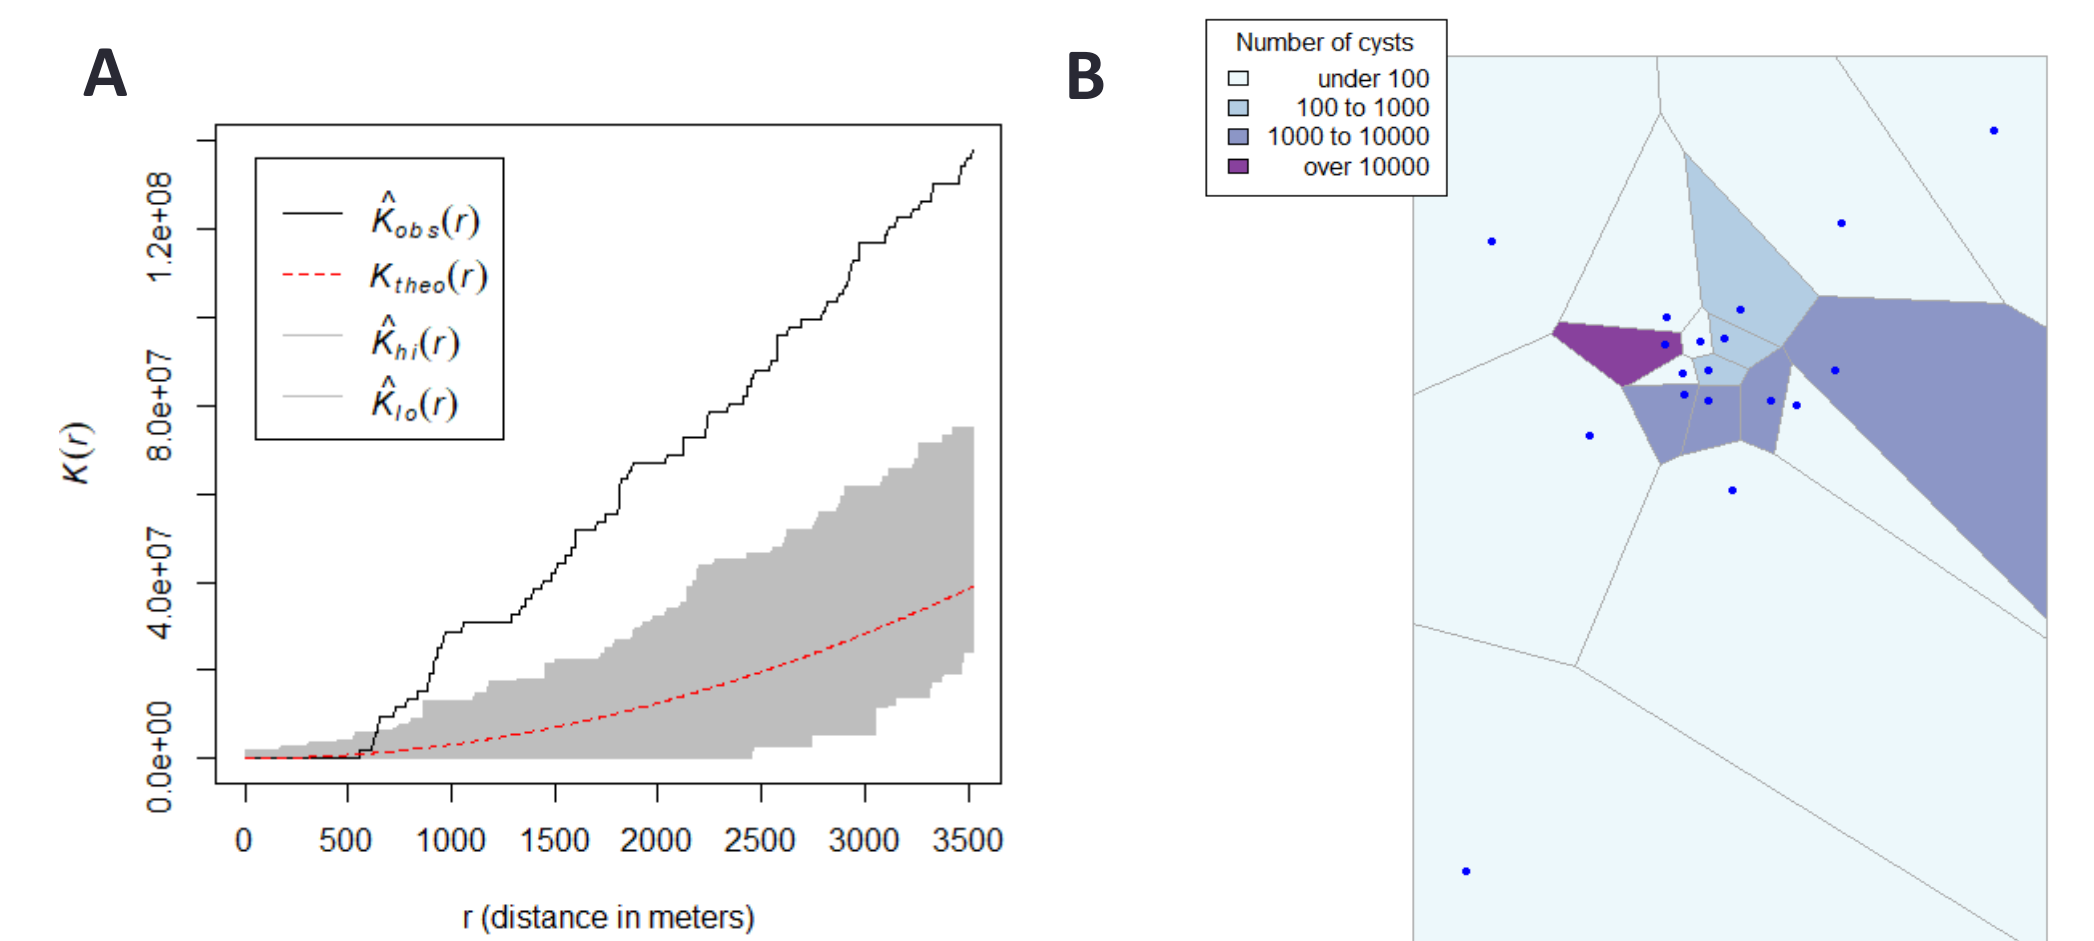 A
K̂obs(r)
Ktheo(r)
K̂hi(r)
K̂lo(r)
K(r)
0.0e+00 4.0e+07 8.0e+07 1.2e+08
0 500 1000 1500 2000 2500 3000 3500
r (distance in meters)
B
Number of cysts
under 100
100 to 1000
1000 to 10000
over 10000